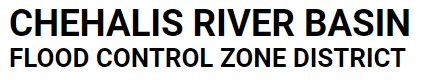 CHEHALIS RIVER BASIN
FLOOD CONTROL ZONE DISTRICT